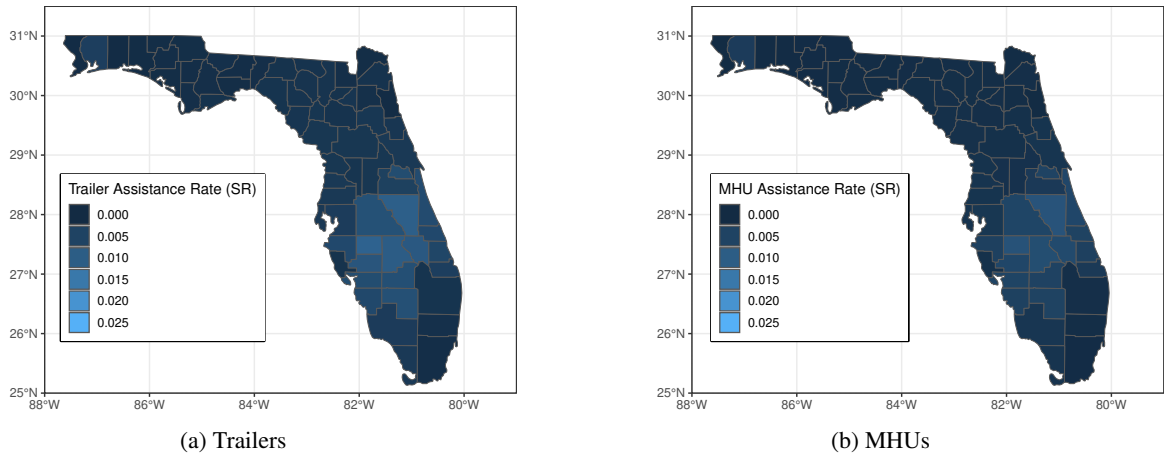 31°N
30°N
29°N
28°N
27°N
26°N
25°N
88°W 86°W 84°W 82°W 80°W
Trailer Assistance Rate (SR)
0.000
0.005
0.010
0.015
0.020
0.025
(a) Trailers
31°N
30°N
29°N
28°N
27°N
26°N
25°N
88°W 86°W 84°W 82°W 80°W
MHU Assistance Rate (SR)
0.000
0.005
0.010
0.015
0.020
0.025
(b) MHUs